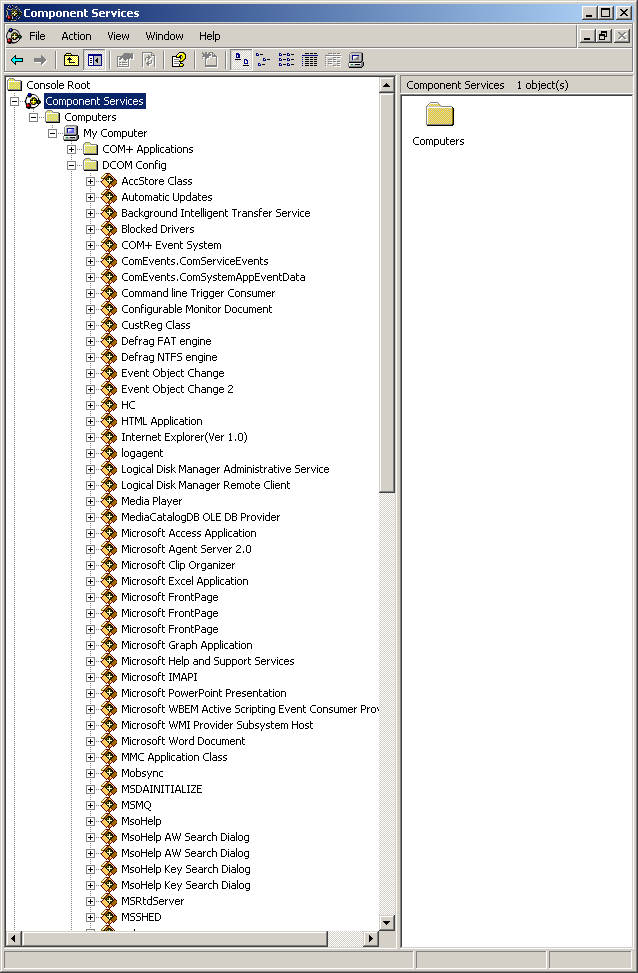 Component Services
File Action View Window Help
Console Root
Component Services
Computers
My Computer
COM+ Applications
DCOM Config
AccStore Class
Automatic Updates
Background Intelligent Transfer Service
Blocked Drivers
COM+ Event System
ComEvents.ComServiceEvents
ComEvents.ComSystemAppEventData
Command line Trigger Consumer
Configurable Monitor Document
CustReg Class
Defrag FAT engine
Defrag NTFS engine
Event Object Change
Event Object Change 2
HC
HTML Application
Internet Explorer(Ver 1.0)
logagent
Logical Disk Manager Administrative Service
Logical Disk Manager Remote Client
Media Player
MediaCatalogDB OLE DB Provider
Microsoft Access Application
Microsoft Agent Server 2.0
Microsoft Clip Organizer
Microsoft Excel Application
Microsoft FrontPage
Microsoft FrontPage
Microsoft FrontPage
Microsoft Graph Application
Microsoft Help and Support Services
Microsoft IMAPI
Microsoft PowerPoint Presentation
Microsoft WBEM Active Scripting Event Consumer Prov
Microsoft WMI Provider Subsystem Host
Microsoft Word Document
MMC Application Class
Mobsync
MSDAINITIALIZE
MSMQ
MsoHelp
MsoHelp AW Search Dialog
MsoHelp AW Search Dialog
MsoHelp Key Search Dialog
MsoHelp Key Search Dialog
MSRtdServer
MSSHED
Component Services 1 object(s)
Computers